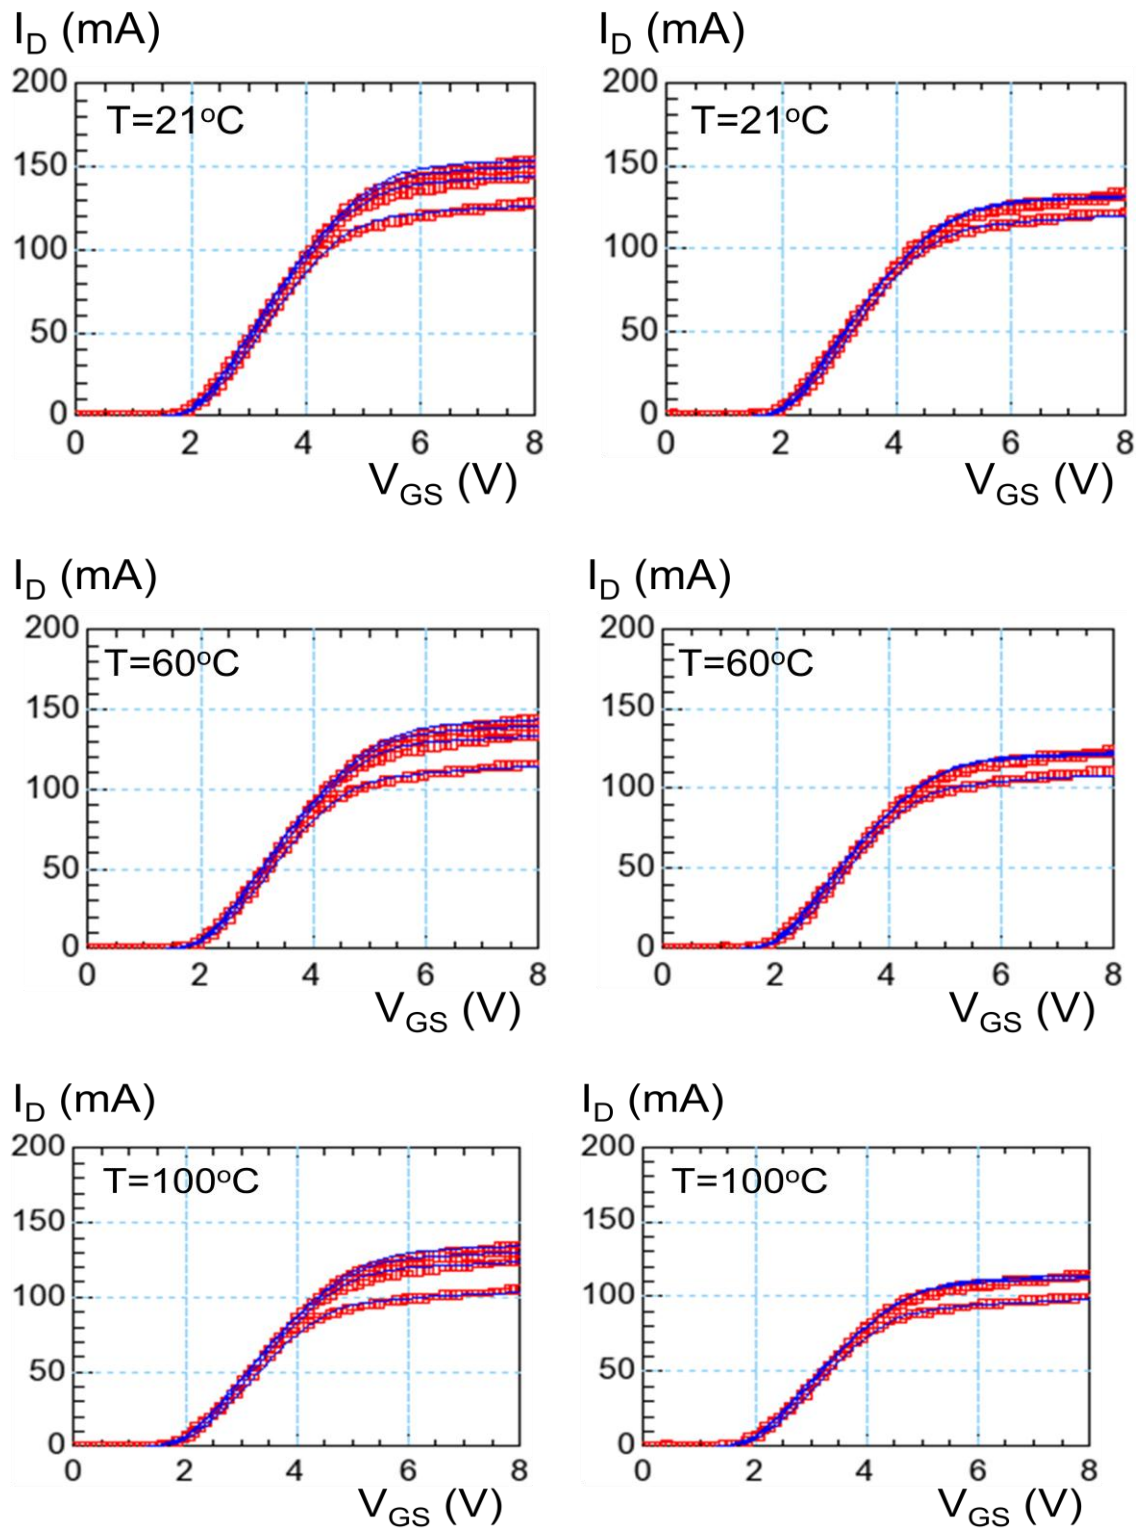 I_D (mA) I_D (mA)
200 200
T=21°C T=21°C
150 150
100 100
50 50
0 0
0 2 4 6 8 0 2 4 6 8
V_GS (V) V_GS (V)
I_D (mA) I_D (mA)
200 200
T=60°C T=60°C
150 150
100 100
50 50
0 0
0 2 4 6 8 0 2 4 6 8
V_GS (V) V_GS (V)
I_D (mA) I_D (mA)
200 200
T=100°C T=100°C
150 150
100 100
50 50
0 0
0 2 4 6 8 0 2 4 6 8
V_GS (V) V_GS (V)